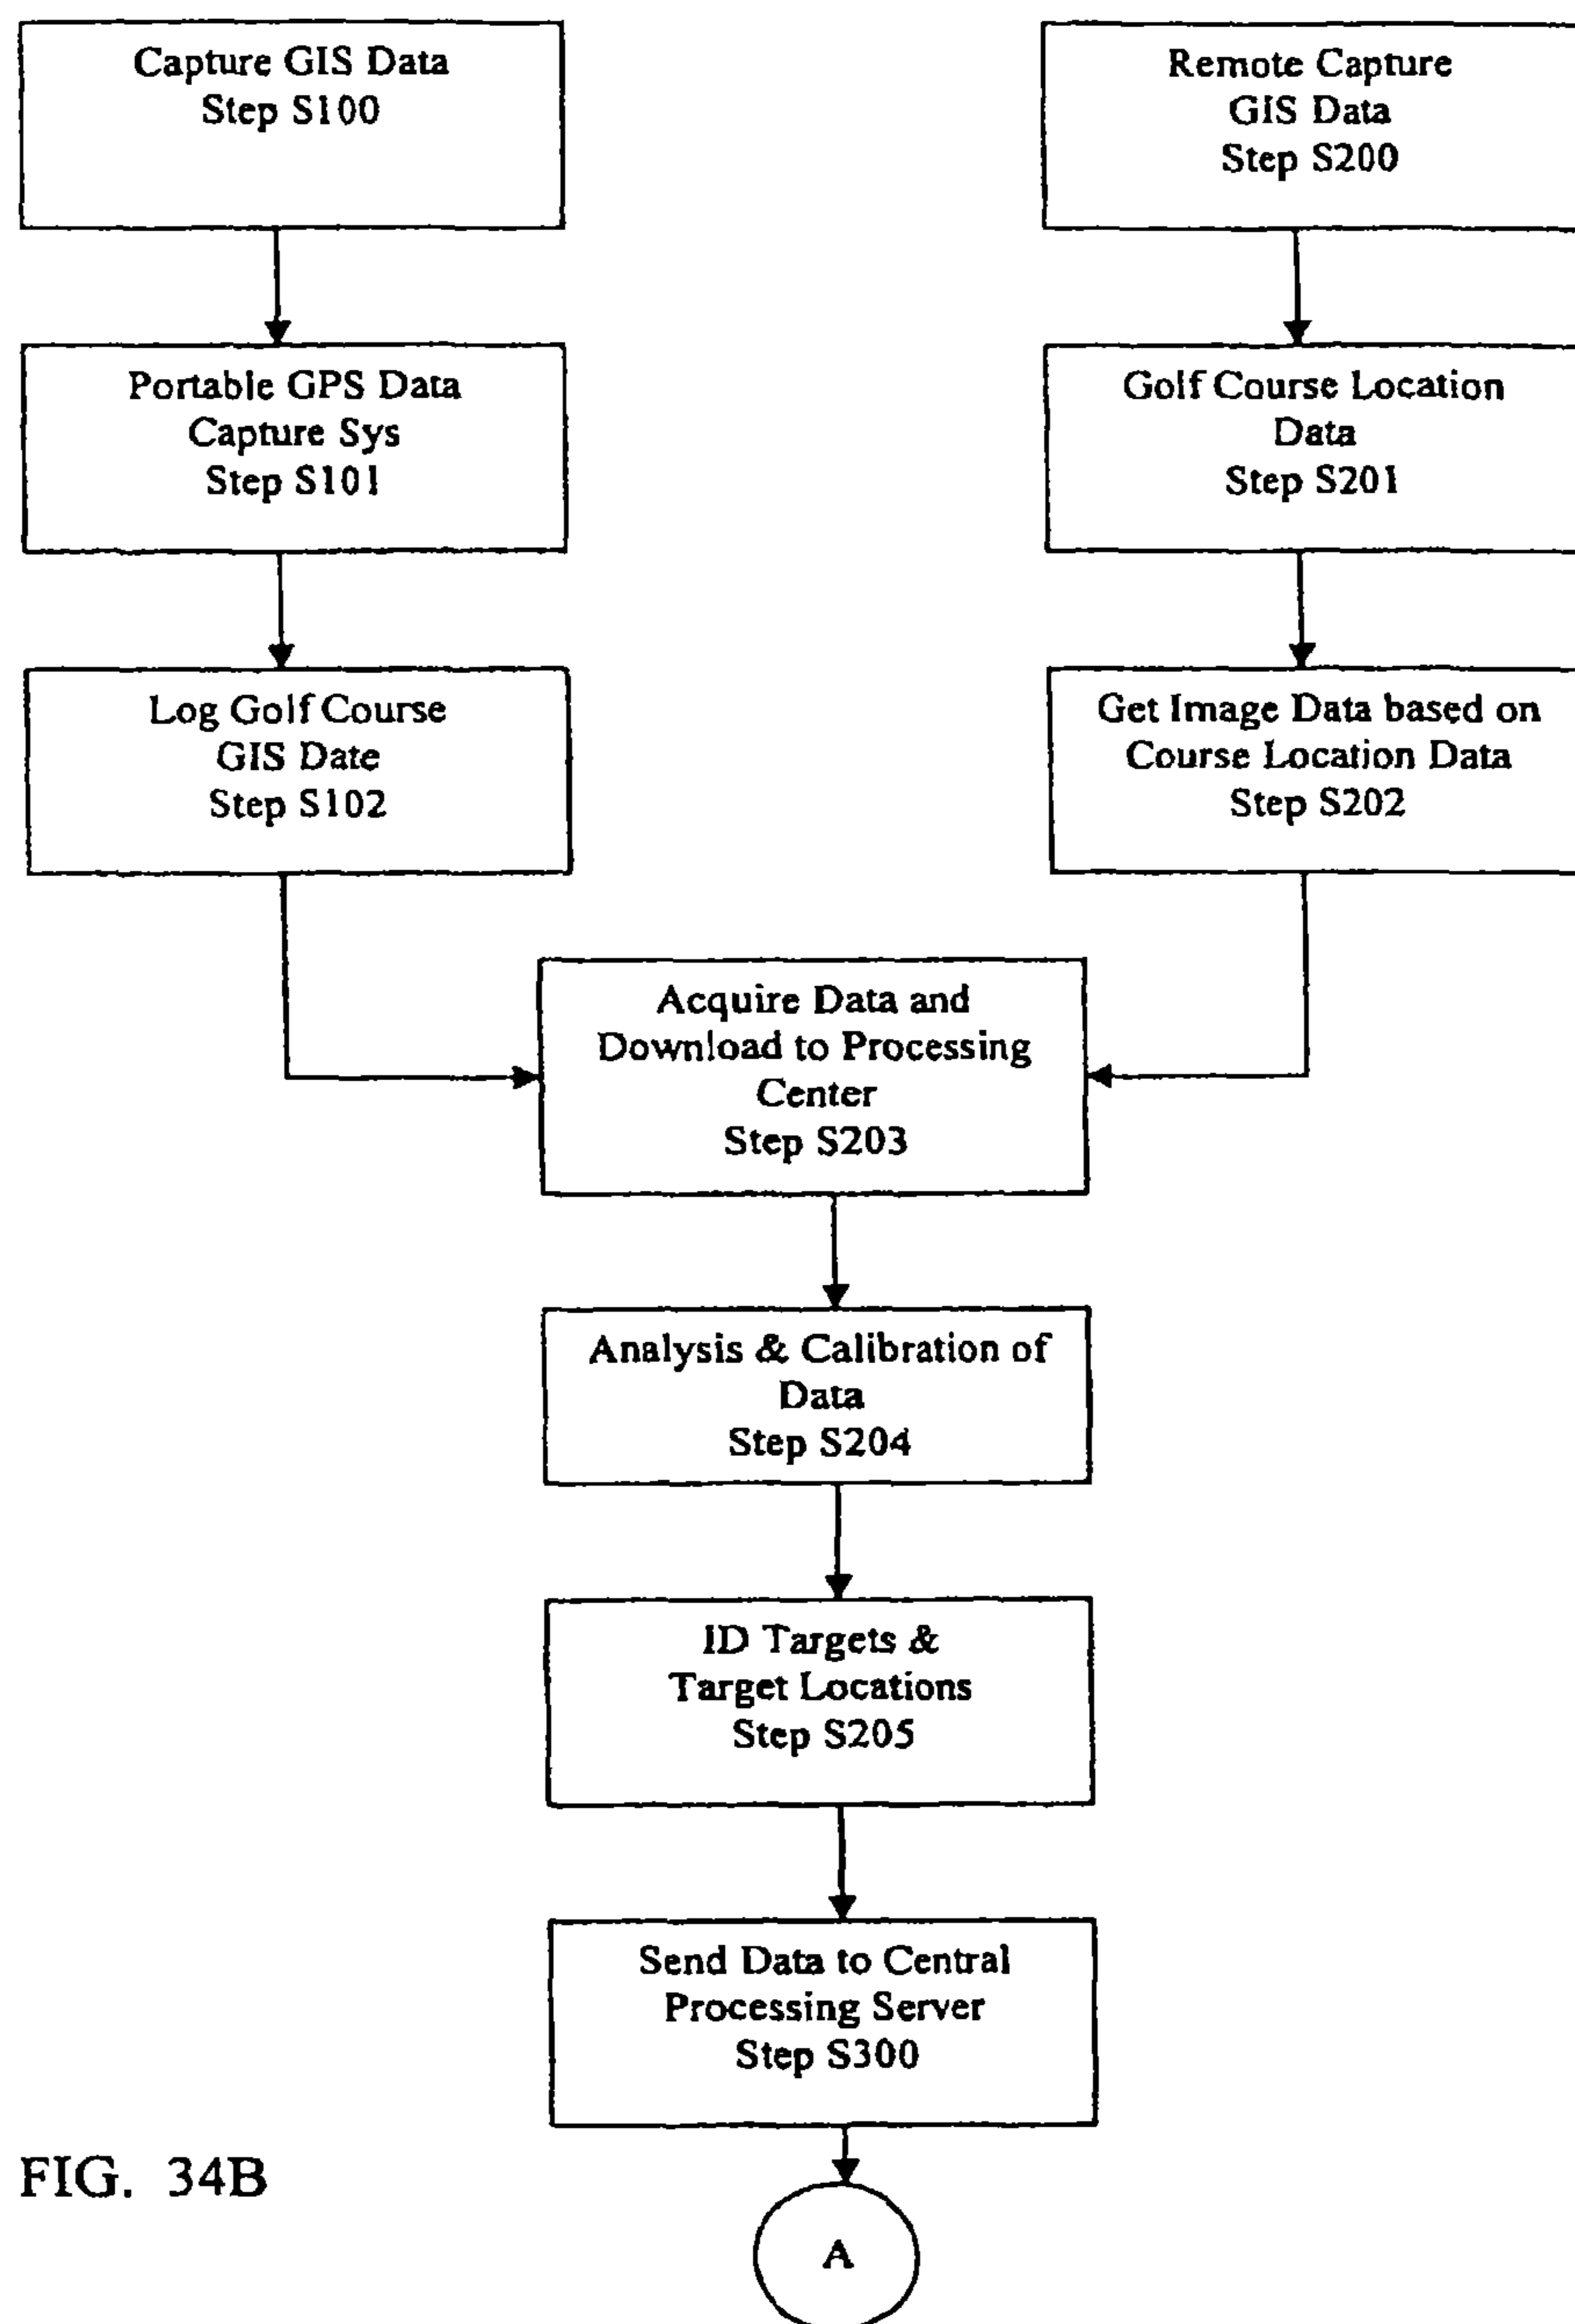 Capture GIS Data
Step S100
Remote Capture
GIS Data
Step S200
Portable GPS Data
Capture Sys
Step S101
Golf Course Location
Data
Step S201
Log Golf Course
GIS Date
Step S102
Get Image Data based on
Course Location Data
Step S202
Acquire Data and
Download to Processing
Center
Step S203
Analysis & Calibration of
Data
Step S204
ID Targets &
Target Locations
Step S205
Send Data to Central
Processing Server
Step S300
FIG. 34B
A